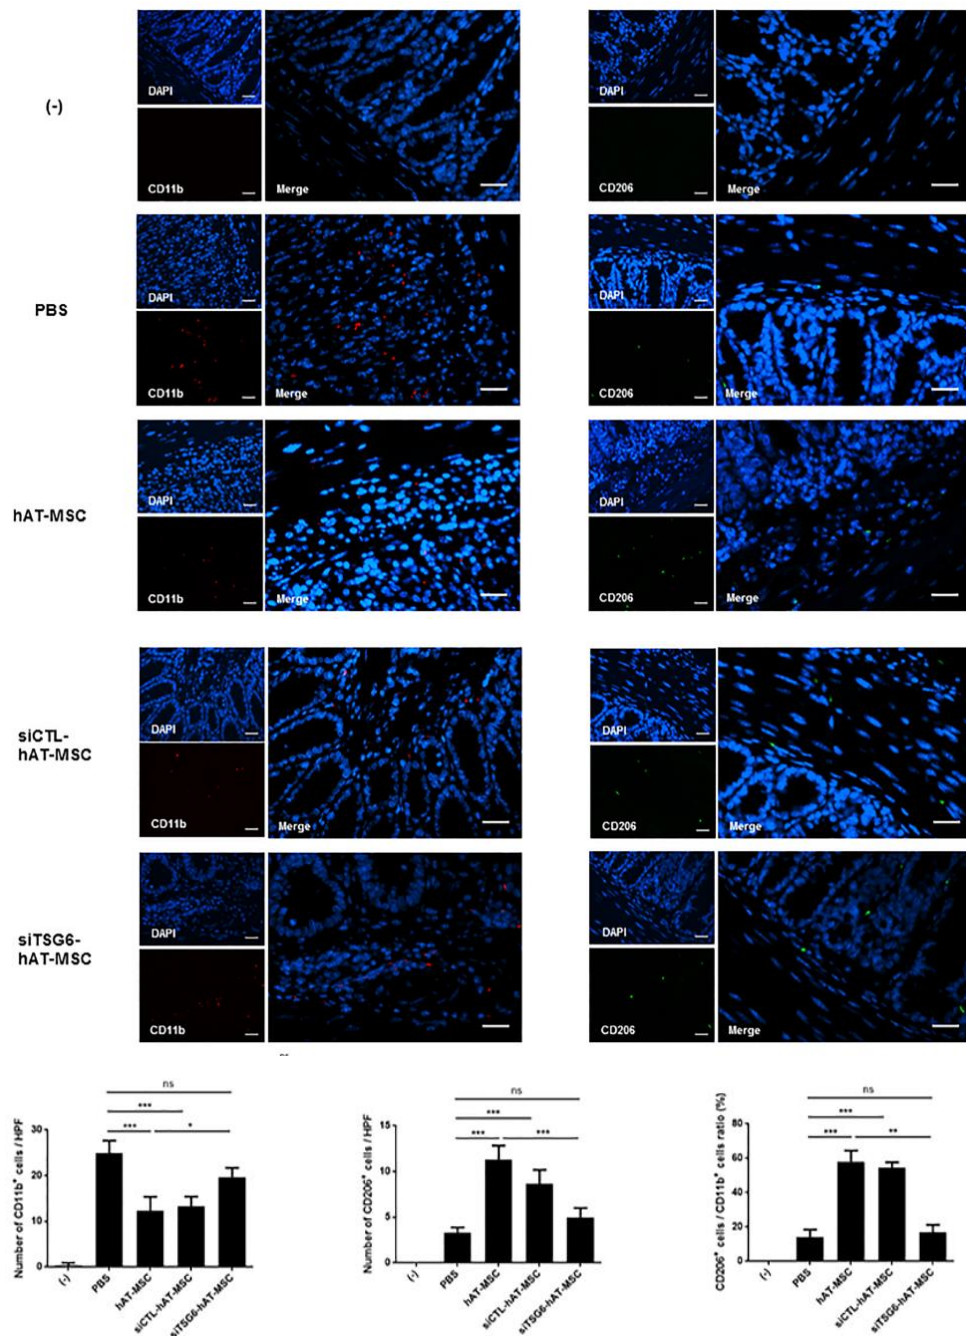 (-)
DAPI
CD11b
Merge
DAPI
CD206
Merge
PBS
DAPI
CD11b
Merge
DAPI
CD206
Merge
hAT-MSC
DAPI
CD11b
Merge
DAPI
CD206
Merge
siCTL-
hAT-MSC
DAPI
CD11b
Merge
DAPI
CD206
Merge
siTSG6-
hAT-MSC
DAPI
CD11b
Merge
DAPI
CD206
Merge
Number of CD11b⁺ cells / HPF
30
20
10
0
ns
***
***
*
(-)
PBS
hAT-MSC
siCTL-hAT-MSC
siTSG6-hAT-MSC
Number of CD206⁺ cells / HPF
15
10
5
0
ns
***
***
***
(-)
PBS
hAT-MSC
siCTL-hAT-MSC
siTSG6-hAT-MSC
CD206⁺ cells / CD11b⁺ cells ratio (%)
80
60
40
20
0
ns
***
***
**
(-)
PBS
hAT-MSC
siCTL-hAT-MSC
siTSG6-hAT-MSC